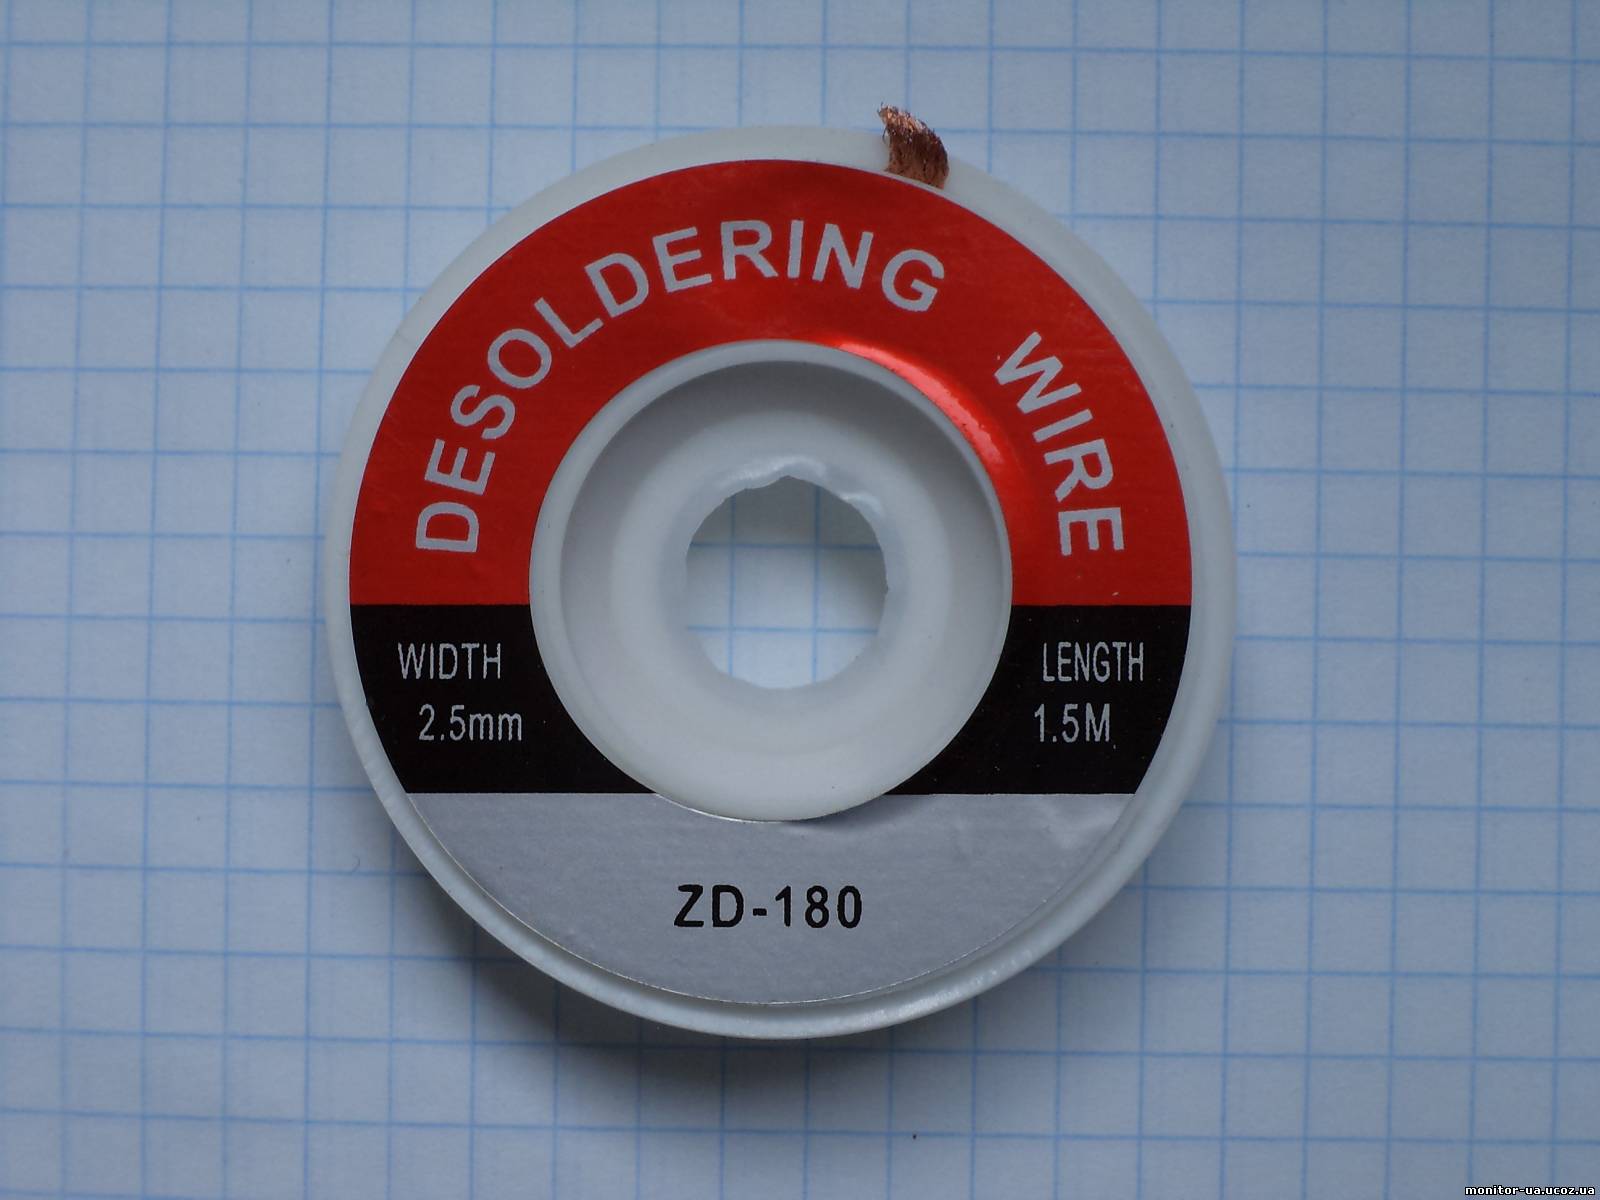 DESOLDERING WIRE
WIDTH
2.5mm
LENGTH
1.5M
ZD-180
monitor-ua.ucoz.ua